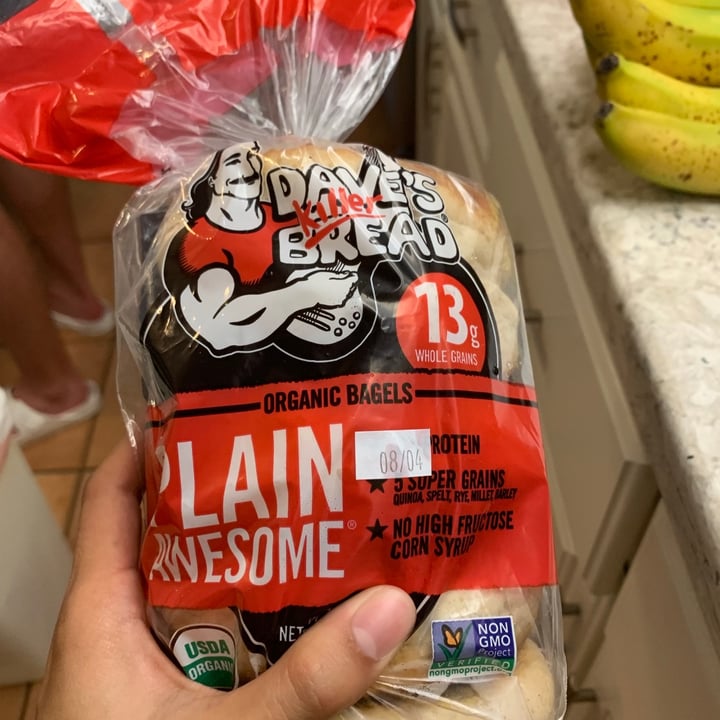 DAVE'S
killer
BREAD®
13g
WHOLE GRAINS
ORGANIC BAGELS
PLAIN
AWESOME®
08/04
ROTEIN
★ 5 SUPER GRAINS
QUINOA, SPELT, RYE, MILLET, BARLEY
★ NO HIGH FRUCTOSE
CORN SYRUP
USDA
ORGANIC
NET
NON
GMO
Project
VERIFIED
nongmoproject.org